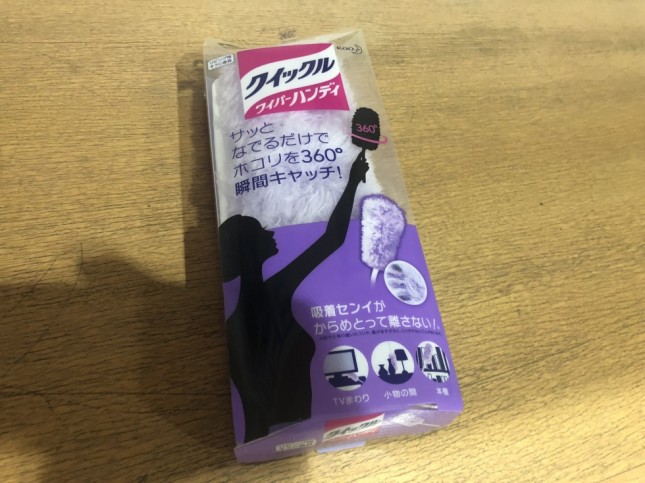 Kao
クイックル
ワイパーハンディ
サッと
なでるだけで
ホコリを360°
瞬間キャッチ!
360°
吸着センイが
からめとって離さない!
TVまわり
小物の間
本棚
クイックル